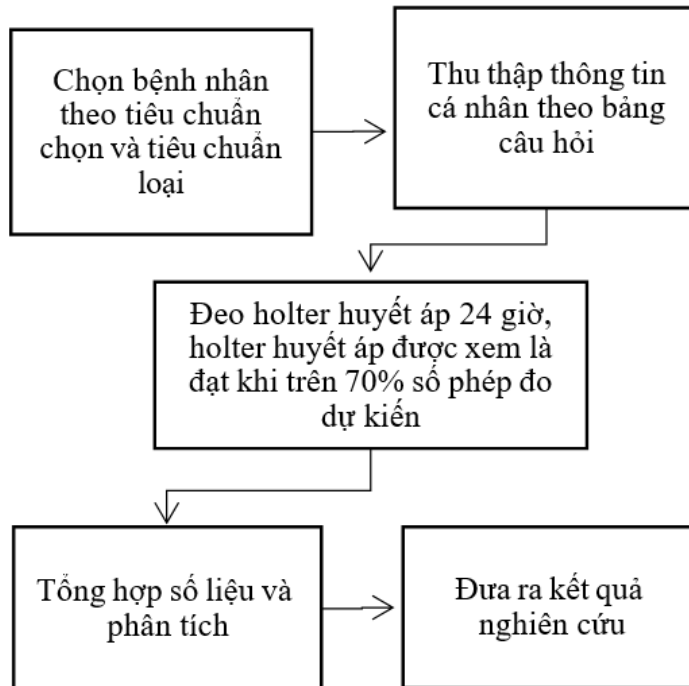 Chọn bệnh nhân
theo tiêu chuẩn
chọn và tiêu chuẩn
loại
Thu thập thông tin
cá nhân theo bảng
câu hỏi
Đeo holter huyết áp 24 giờ,
holter huyết áp được xem là
đạt khi trên 70% số phép đo
dự kiến
Tổng hợp số liệu và
phân tích
Đưa ra kết quả
nghiên cứu